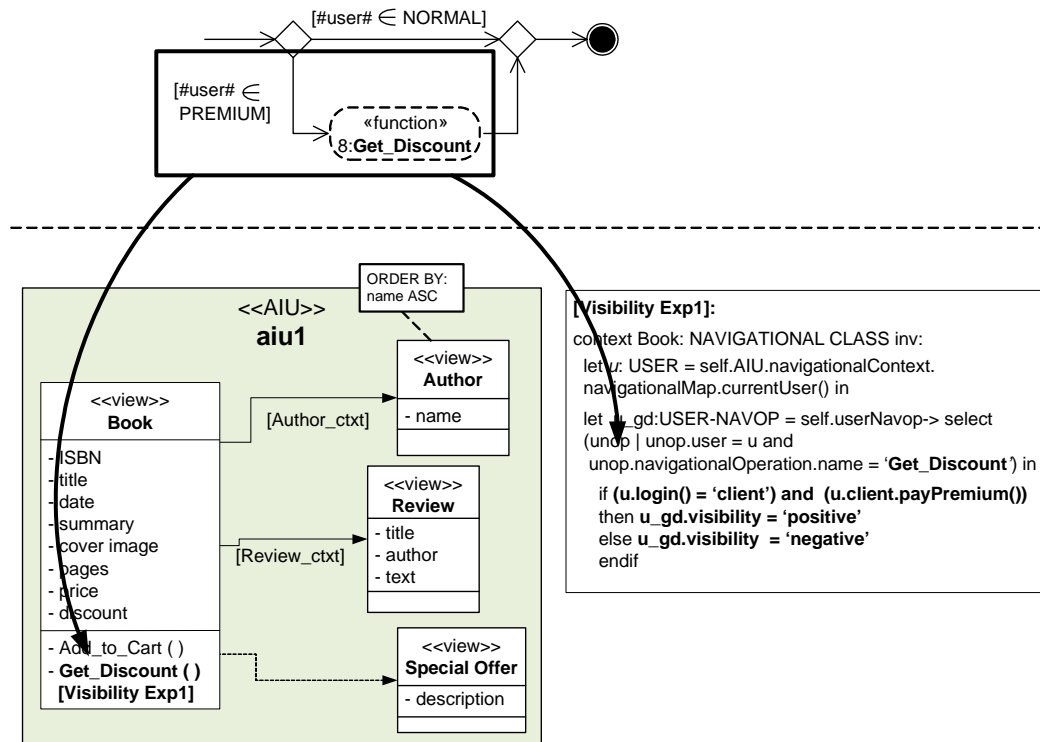 [#user# ∈ NORMAL]
[#user# ∈
PREMIUM]
«function»
8:Get_Discount
<<AIU>>
aiu1
ORDER BY:
name ASC
<<view>>
Author
- name
<<view>>
Book
- ISBN
- title
- date
- summary
- cover image
- pages
- price
- discount
- Add_to_Cart ( )
- Get_Discount ( )
[Visibility Exp1]
[Author_ctxt]
<<view>>
Review
- title
- author
- text
[Review_ctxt]
<<view>>
Special Offer
- description
[Visibility Exp1]:
context Book: NAVIGATIONAL CLASS inv:
let u: USER = self.AIU.navigationalContext.
navigationalMap.currentUser() in
let u_gd:USER-NAVOP = self.userNavop-> select
(unop | unop.user = u and
unop.navigationalOperation.name = ‘Get_Discount’) in
if (u.login() = ‘client’) and (u.client.payPremium())
then u_gd.visibility = ‘positive’
else u_gd.visibility = ‘negative’
endif